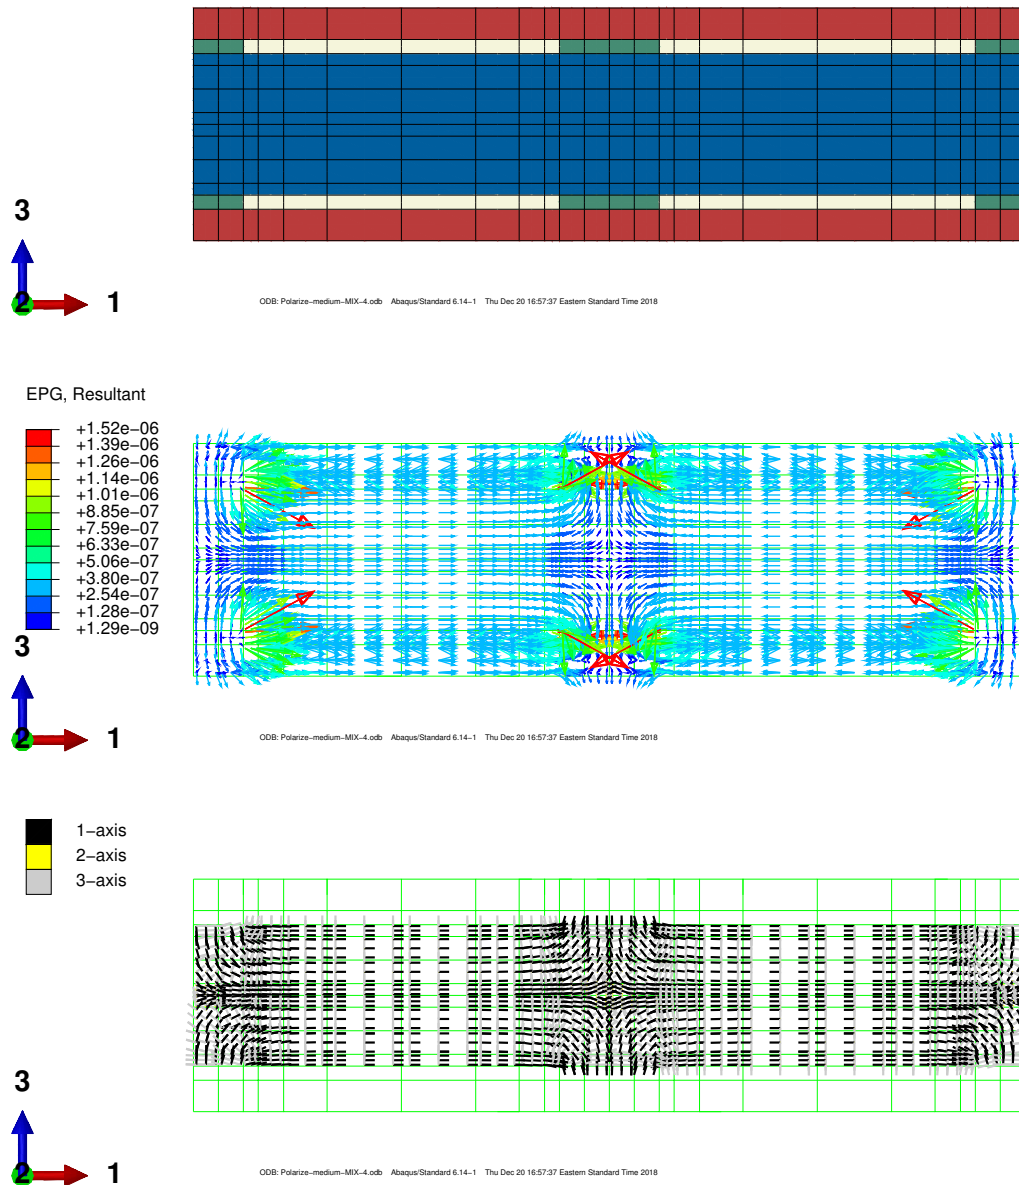 3
2 1
ODB: Polarize−medium−MIX−4.odb Abaqus/Standard 6.14−1 Thu Dec 20 16:57:37 Eastern Standard Time 2018
EPG, Resultant
+1.52e−06
+1.39e−06
+1.26e−06
+1.14e−06
+1.01e−06
+8.85e−07
+7.59e−07
+6.33e−07
+5.06e−07
+3.80e−07
+2.54e−07
+1.28e−07
+1.29e−09
3
2 1
ODB: Polarize−medium−MIX−4.odb Abaqus/Standard 6.14−1 Thu Dec 20 16:57:37 Eastern Standard Time 2018
1−axis
2−axis
3−axis
3
2 1
ODB: Polarize−medium−MIX−4.odb Abaqus/Standard 6.14−1 Thu Dec 20 16:57:37 Eastern Standard Time 2018